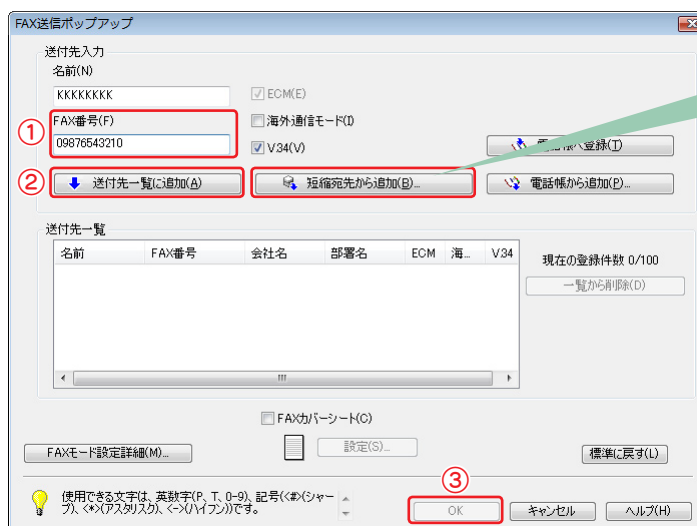 FAX送信ポップアップ
送付先入力
名前(N)
KKKKKKKK
ECM(E)
FAX番号(F)
海外通信モード(I)
①
09876543210
V.34(V)
電話帳へ登録(T)
②
送付先一覧に追加(A)
短縮宛先から追加(B)...
電話帳から追加(P)...
送付先一覧
名前 FAX番号 会社名 部署名 ECM 海... V.34
現在の登録件数 0/100
一覧から削除(D)
FAXカバーシート(C)
FAXモード設定詳細(M)...
設定(S)...
標準に戻す(L)
③
使用できる文字は、英数字(P、T、0-9)、記号(<#>(シャー
プ)、<*>(アスタリスク)、<->(ハイフン))です。
OK
キャンセル
ヘルプ(H)